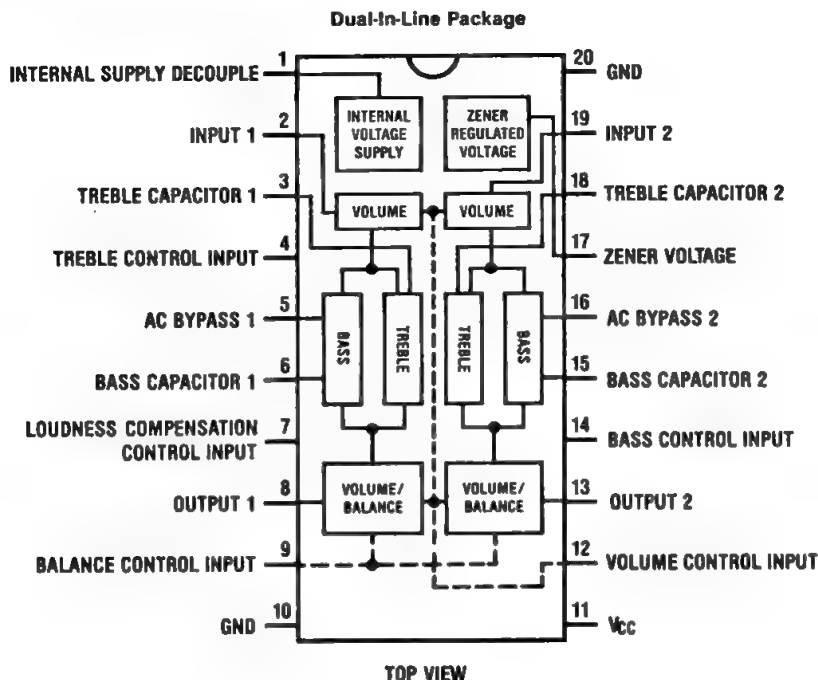 Dual-In-Line Package
1
INTERNAL SUPPLY DECOUPLE
20
GND
INTERNAL
VOLTAGE
SUPPLY
ZENER
REGULATED
VOLTAGE
2
INPUT 1
19
INPUT 2
3
TREBLE CAPACITOR 1
18
TREBLE CAPACITOR 2
VOLUME
VOLUME
4
TREBLE CONTROL INPUT
17
ZENER VOLTAGE
5
AC BYPASS 1
16
AC BYPASS 2
BASS
TREBLE
TREBLE
BASS
6
BASS CAPACITOR 1
15
BASS CAPACITOR 2
7
LOUDNESS COMPENSATION
CONTROL INPUT
14
BASS CONTROL INPUT
8
OUTPUT 1
VOLUME/
BALANCE
VOLUME/
BALANCE
13
OUTPUT 2
9
BALANCE CONTROL INPUT
12
VOLUME CONTROL INPUT
10
GND
11
VCC
TOP VIEW